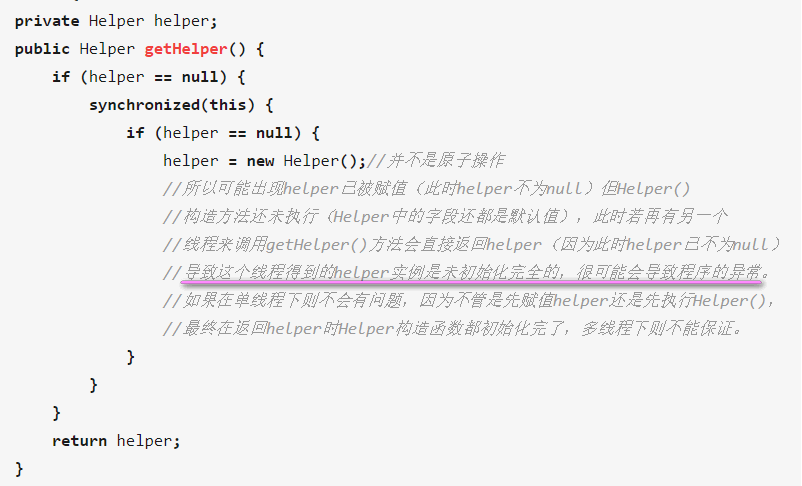 private Helper helper;
public Helper getHelper() {
    if (helper == null) {
        synchronized(this) {
            if (helper == null) {
                helper = new Helper();//并不是原子操作
                //所以可能出现helper已被赋值（此时helper不为null）但Helper()
                //构造方法还未执行（Helper中的字段还都是默认值），此时若再有另一个
                //线程来调用getHelper()方法会直接返回helper（因为此时helper已不为null）
                //导致这个线程得到的helper实例是未初始化完全的，很可能会导致程序的异常。
                //如果在单线程下则不会有问题，因为不管是先赋值helper还是先执行Helper()，
                //最终在返回helper时Helper构造函数都初始化完了，多线程下则不能保证。
            }
        }
    }
    return helper;
}